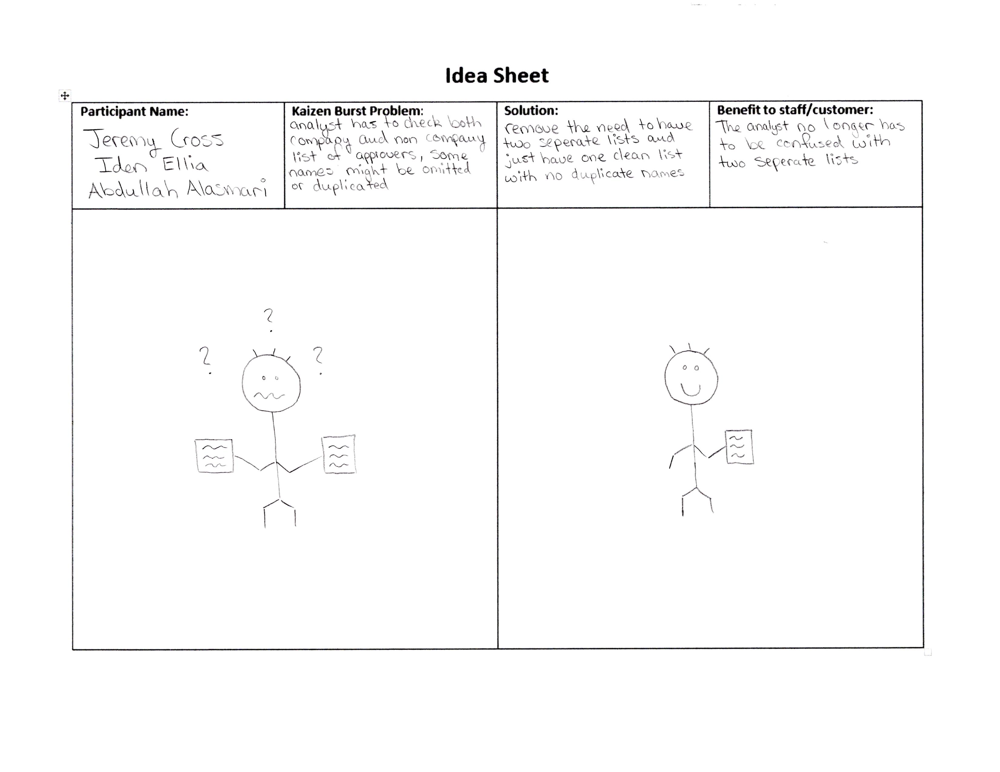 Idea Sheet
Participant Name:
Jeremy Cross
Iden Ellia
Abdullah Alasmari
Kaizen Burst Problem:
analyst has to check both
company and non company
list of approvers, some
names might be omitted
or duplicated
Solution:
remove the need to have
two seperate lists and
just have one clean list
with no duplicate names
Benefit to staff/customer:
The analyst no longer has
to be confused with
two seperate lists
?
?
?